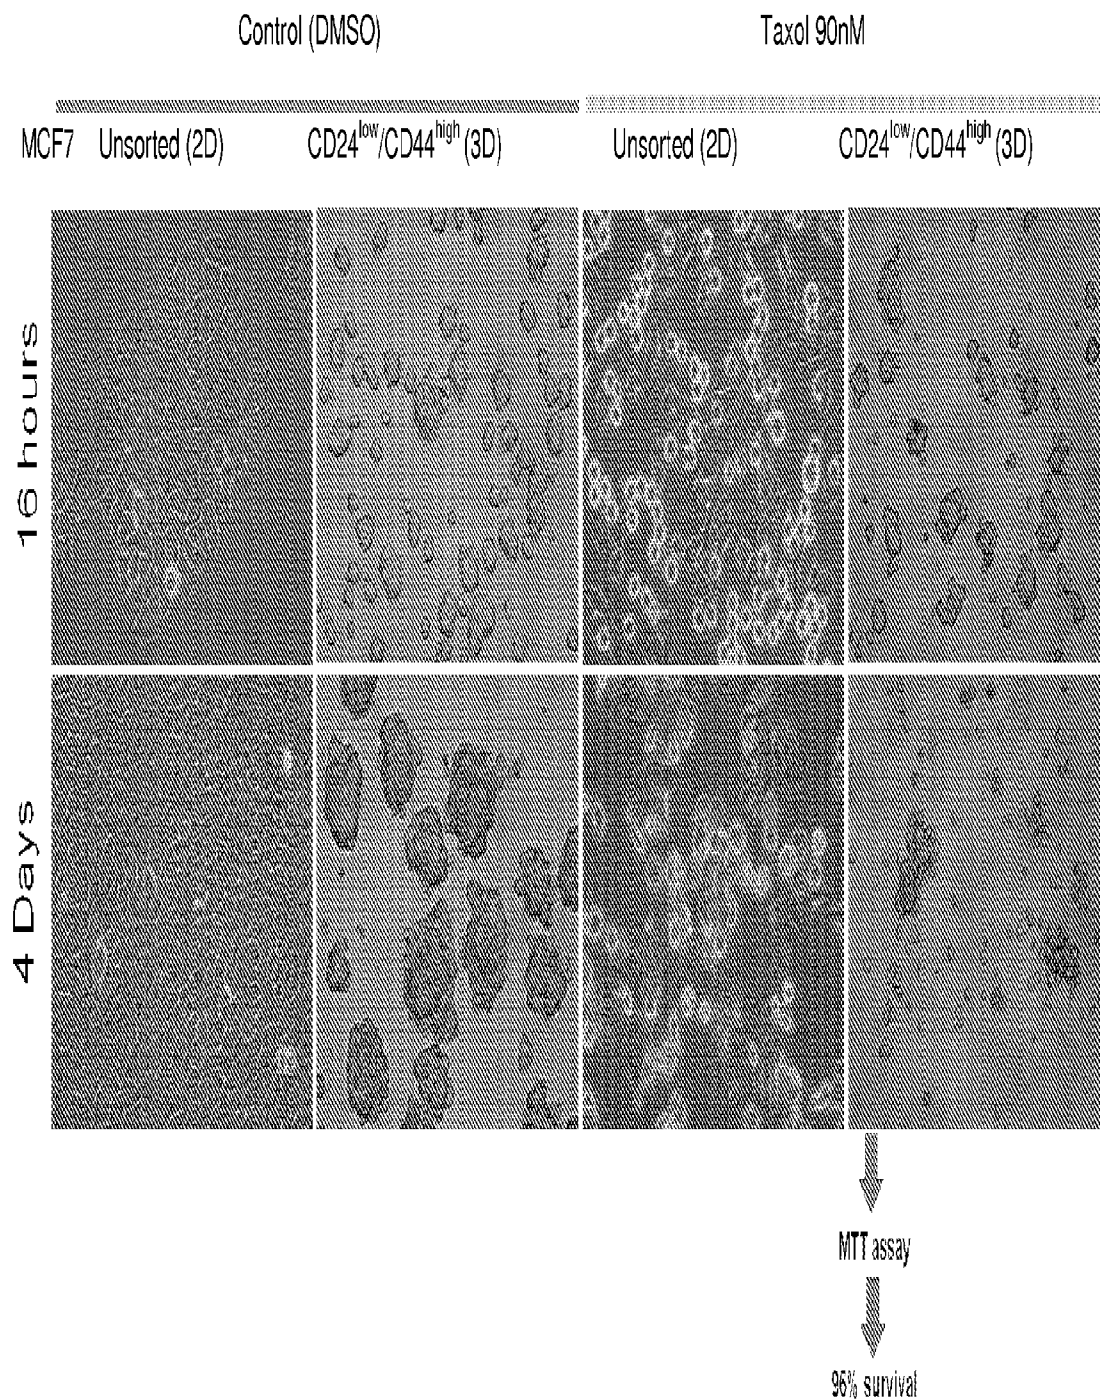 Control (DMSO)
Taxol 90nM
MCF7 Unsorted (2D) CD24low/CD44high (3D) Unsorted (2D) CD24low/CD44high (3D)
16 hours
4 Days
MTT assay
96% survival